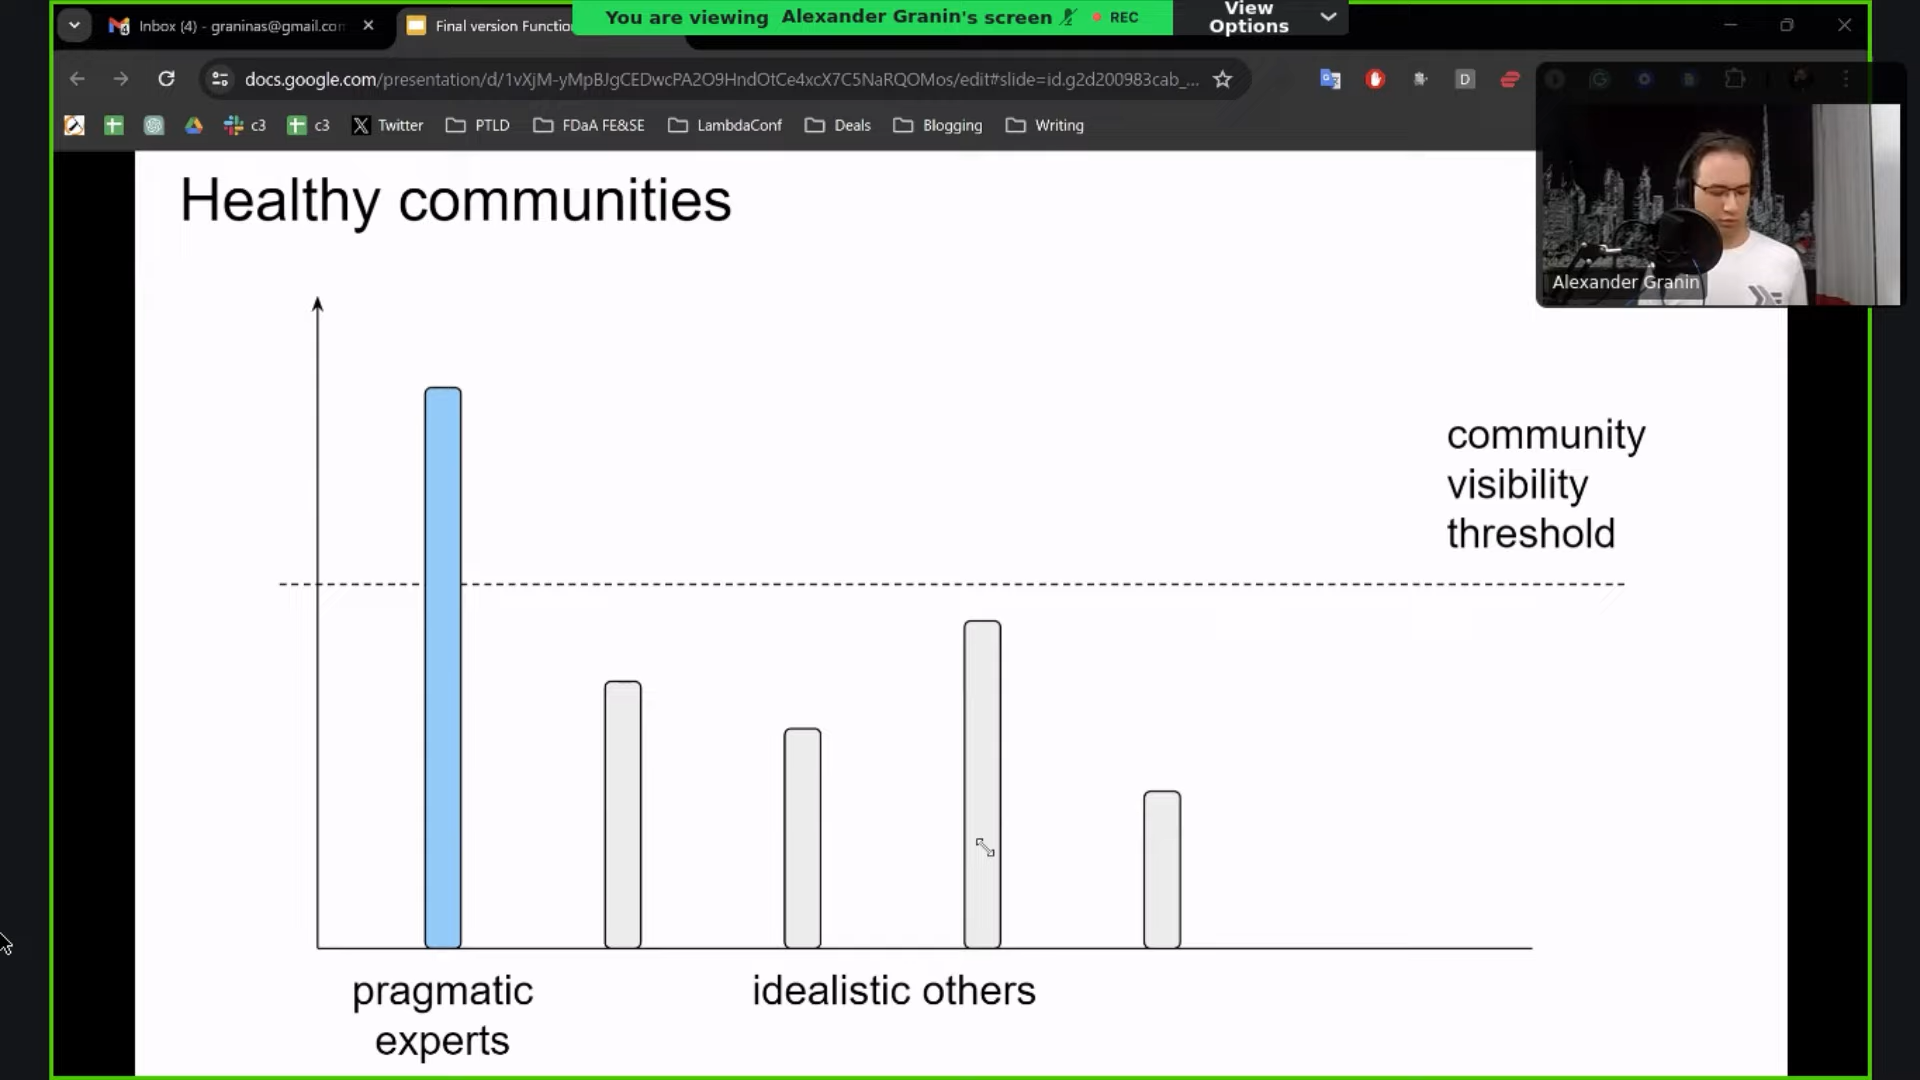 You are viewing Alexander Granin's screen REC
View
Options
Inbox (4) - graninas@gmail.con
Final version Functio
docs.google.com/presentation/d/1vXjM-yMpBJgCEDwcPA2O9HndOtCe4xcX7C5NaRQOMos/edit#slide=id.g2d200983cab_...
c3
c3
Twitter
PTLD
FDaA FE&SE
LambdaConf
Deals
Blogging
Writing
Healthy communities
Alexander Granin
community
visibility
threshold
pragmatic
experts
idealistic others